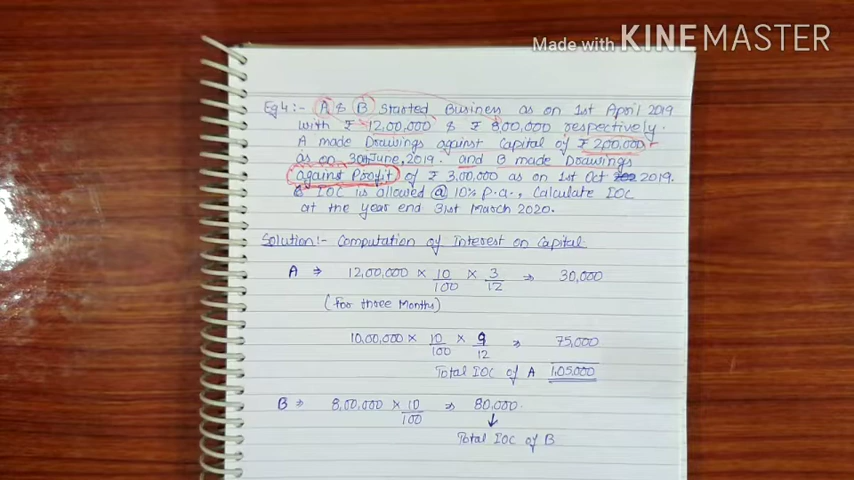 Made with KINEMASTER
Eg4:- A & B Started Business as on 1st April 2019
with ₹ 12,00,000 & ₹ 8,00,000 respectively.
A made Drawings against Capital of ₹ 200,000
as on 30th June, 2019. and B made Drawings
against Profit of ₹ 3,00,000 as on 1st Oct 2019.
IOC is allowed @ 10% p.a., Calculate IOC
at the year end 31st March 2020.
Solution:- Computation of Interest on Capital
A ⇒ 12,00,000 × 10/100 × 3/12 ⇒ 30,000
(For three Months)
10,00,000 × 10/100 × 9/12 ⇒ 75,000
Total IOC of A 1,05,000
B ⇒ 8,00,000 × 10/100 ⇒ 80,000.
↓
Total IOC of B